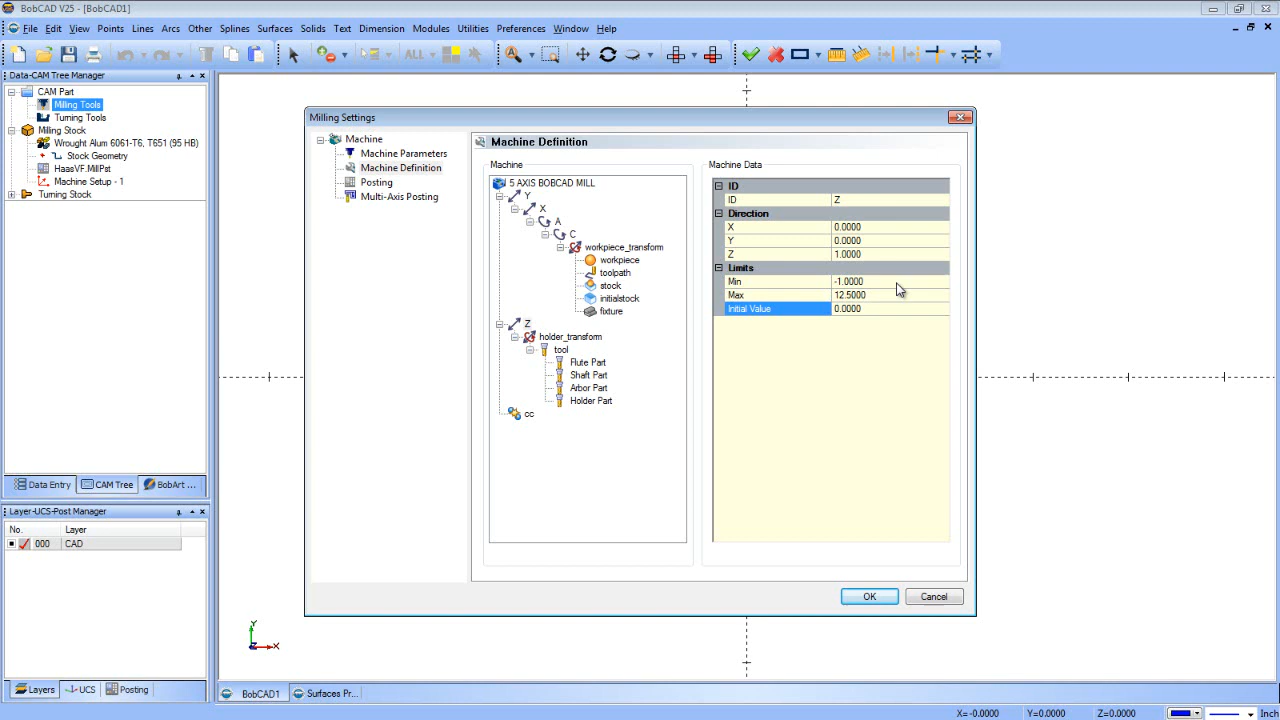 BobCAD V25 - [BobCAD1]
File Edit View Points Lines Arcs Other Splines Surfaces Solids Text Dimension Modules Utilities Preferences Window Help
ALL
Data-CAM Tree Manager
CAM Part
Milling Tools
Turning Tools
Milling Stock
Wrought Alum 6061-T6, T651 (95 HB)
Stock Geometry
HaasVF.MillPst
Machine Setup - 1
Turning Stock
Data Entry CAM Tree BobArt ...
Layer-UCS-Post Manager
No. Layer
000 CAD
Layers UCS Posting
Milling Settings
Machine
Machine Parameters
Machine Definition
Posting
Multi-Axis Posting
Machine Definition
Machine
5 AXIS BOBCAD MILL
Y
X
A
C
workpiece_transform
workpiece
toolpath
stock
initialstock
fixture
Z
holder_transform
tool
Flute Part
Shaft Part
Arbor Part
Holder Part
cc
Machine Data
ID
ID Z
Direction
X 0.0000
Y 0.0000
Z 1.0000
Limits
Min -1.0000
Max 12.5000
Initial Value 0.0000
OK Cancel
Y
Z X
BobCAD1 Surfaces Pr...
X= -0.0000 Y=0.0000 Z=0.0000 Inch